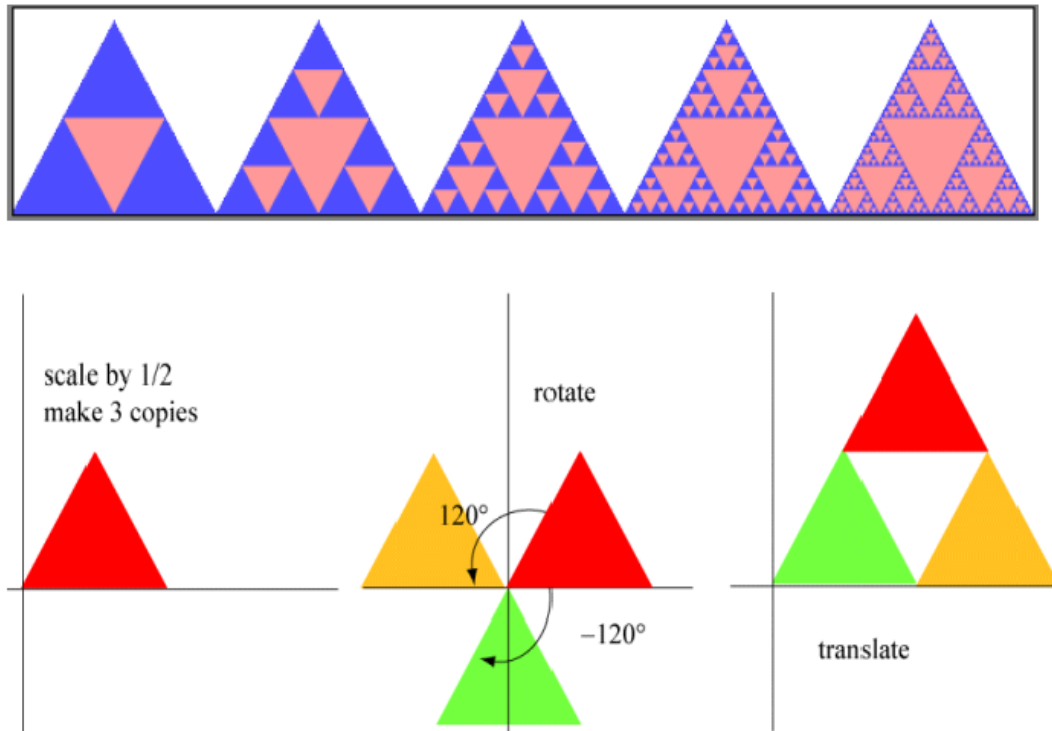 scale by 1/2
make 3 copies
rotate
120°
–120°
translate